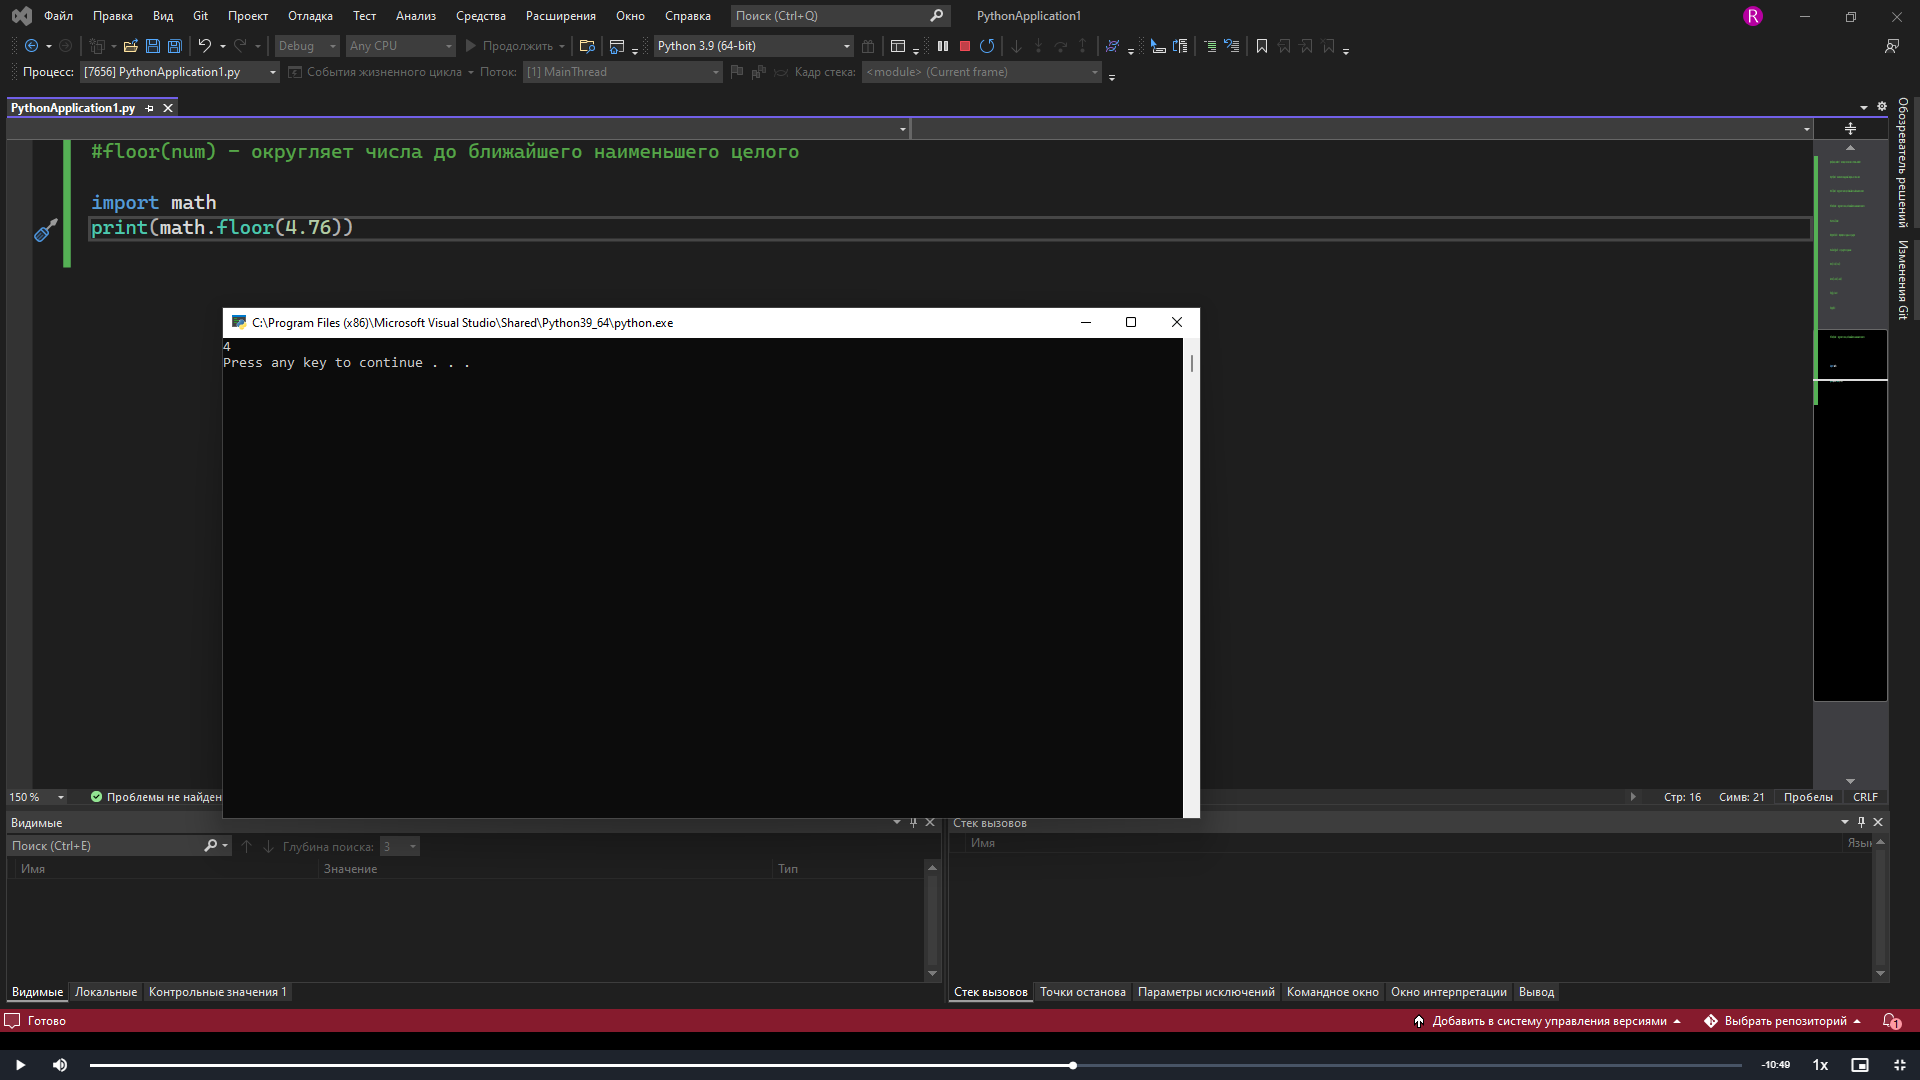 Файл Правка Вид Git Проект Отладка Тест Анализ Средства Расширения Окно Справка Поиск (Ctrl+Q) PythonApplication1 R
Debug Any CPU Продолжить Python 3.9 (64-bit)
Процесс: [7656] PythonApplication1.py События жизненного цикла Поток: [1] MainThread Кадр стека: <module> (Current frame)
PythonApplication1.py
#floor(num) - округляет числа до ближайшего наименьшего целого
import math
print(math.floor(4.76))
C:\Program Files (x86)\Microsoft Visual Studio\Shared\Python39_64\python.exe
4
Press any key to continue . . .
Обозреватель решений
Изменения Git
150 % Проблемы не найден Стр: 16 Симв: 21 Пробелы CRLF
Видимые
Поиск (Ctrl+E) Глубина поиска: 3
Имя Значение Тип
Видимые Локальные Контрольные значения 1
Стек вызовов
Имя Язык
Стек вызовов Точки останова Параметры исключений Командное окно Окно интерпретации Вывод
Готово Добавить в систему управления версиями Выбрать репозиторий 1
-10:49 1x